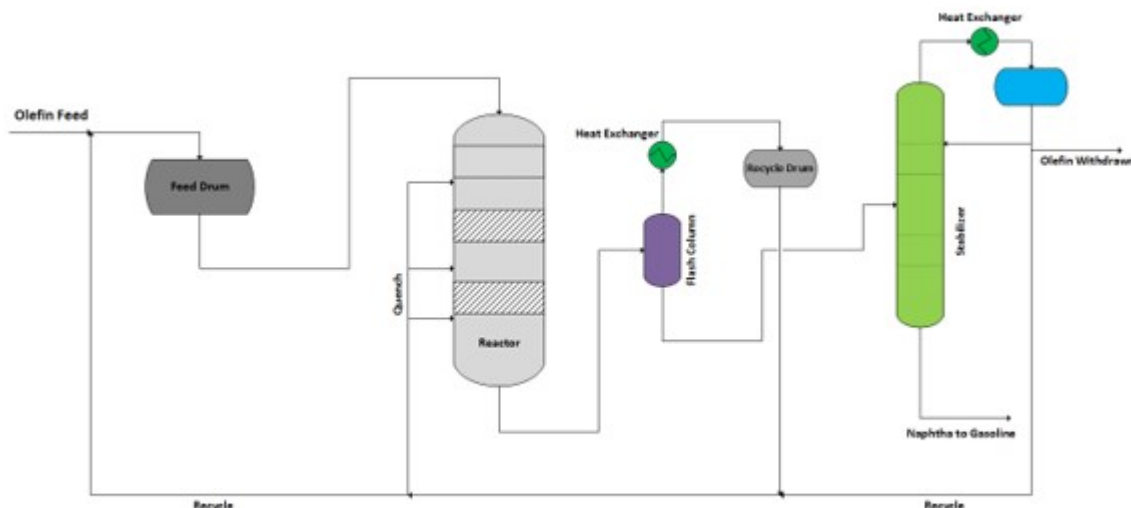 Heat Exchanger
Olefin Feed
Heat Exchanger
Recycle Drum
Olefin Withdrawn
Feed Drum
Flash Column
Stabilizer
Quench
Reactor
Naphtha to Gasoline
Recycle
Recycle